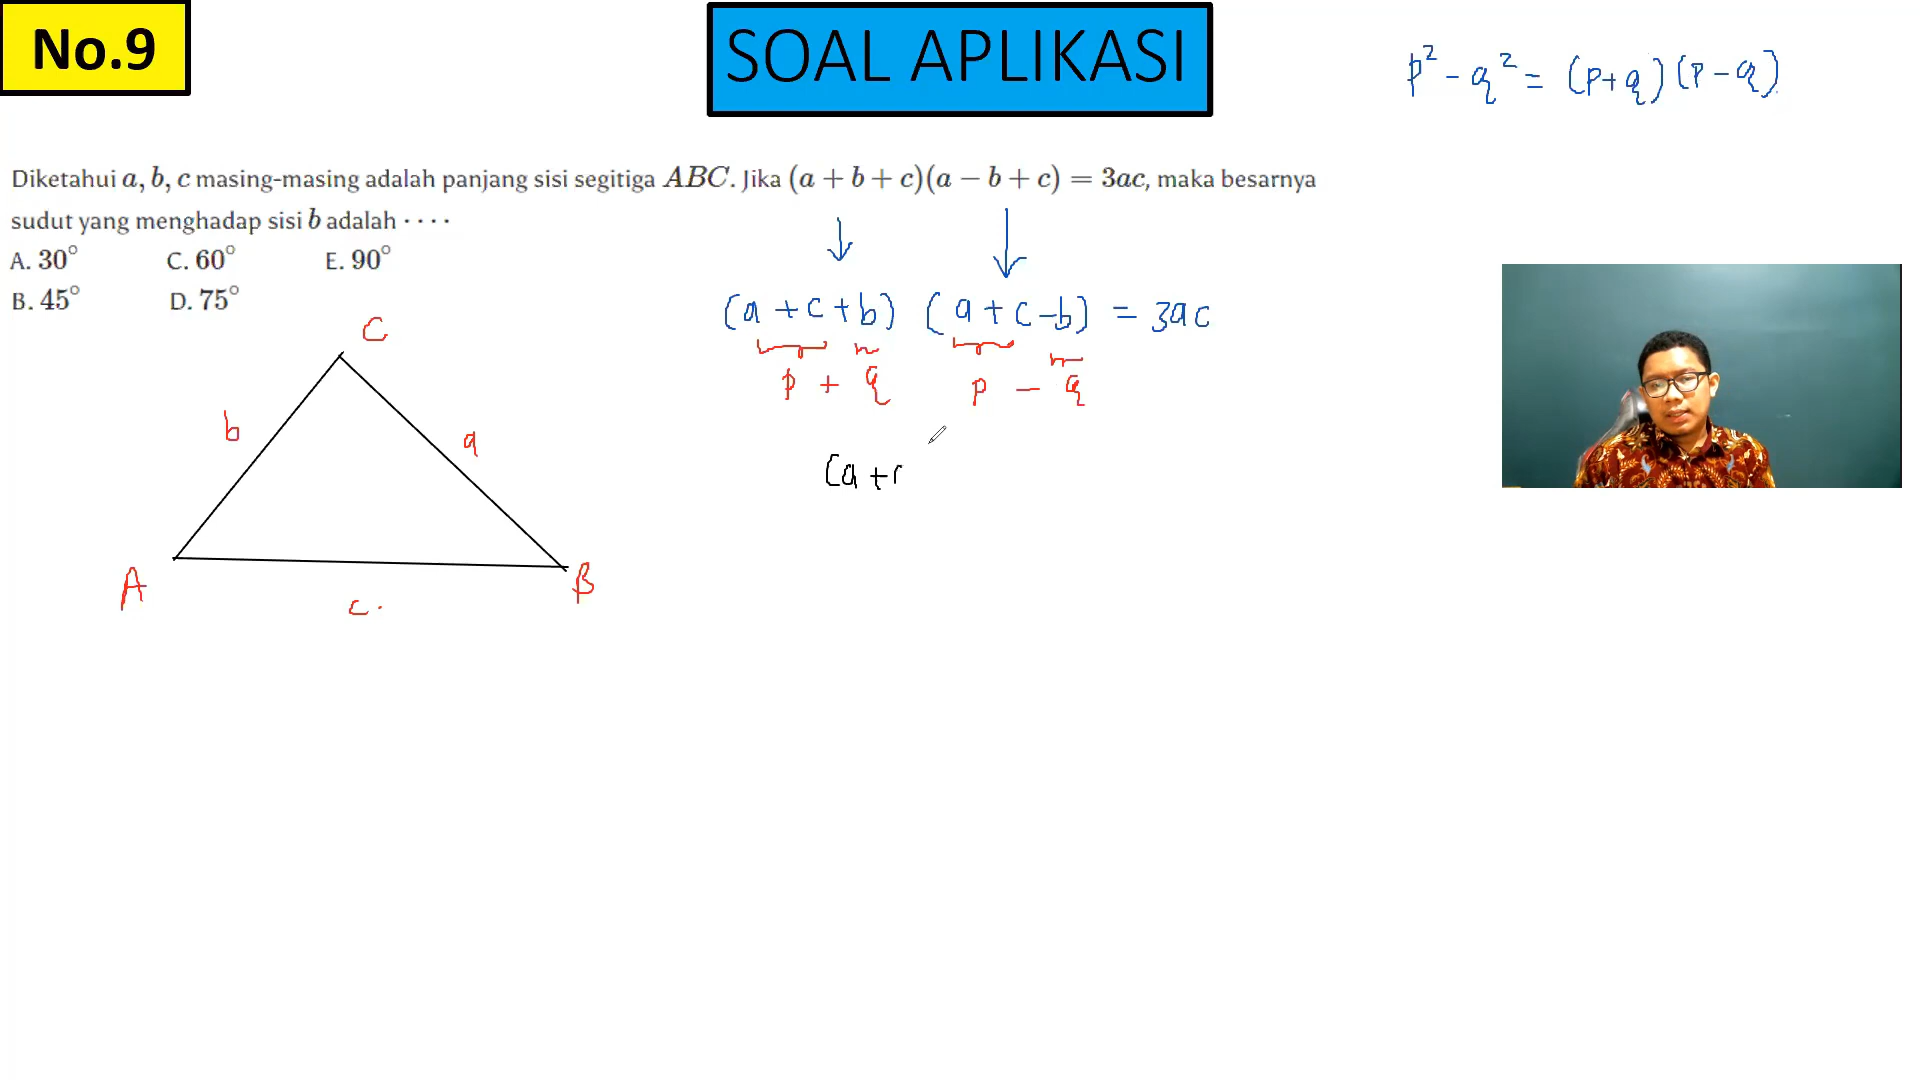 No.9
SOAL APLIKASI
p² - q² = (p+q) (p-q)
Diketahui a, b, c masing-masing adalah panjang sisi segitiga ABC. Jika (a + b + c)(a − b + c) = 3ac, maka besarnya
sudut yang menghadap sisi b adalah ····
A. 30° C. 60° E. 90°
B. 45° D. 75°
(a + c + b) (a + c - b) = 3ac
p + q p - q
(a +
C
b
a
A
B
c